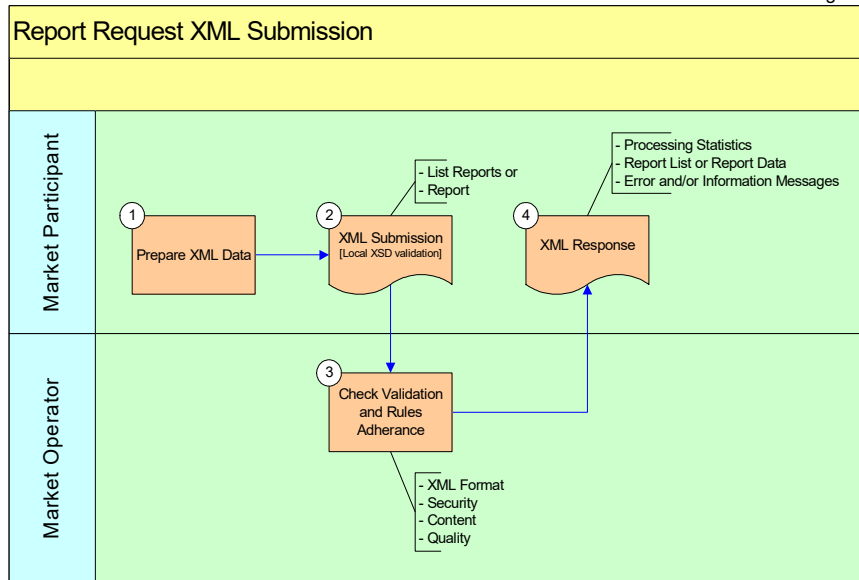 Report Request XML Submission
Market Participant
1
Prepare XML Data
2
XML Submission
[Local XSD validation]
- List Reports or
- Report
4
XML Response
- Processing Statistics
- Report List or Report Data
- Error and/or Information Messages
Market Operator
3
Check Validation
and Rules
Adherance
- XML Format
- Security
- Content
- Quality